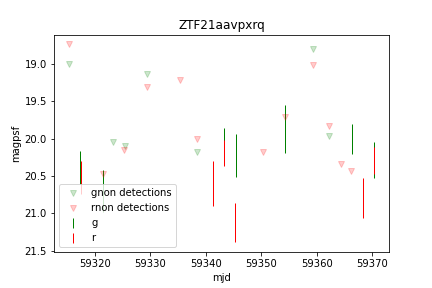 ZTF21aavpxrq
magpsf
19.0
19.5
20.0
20.5
21.0
21.5
gnon detections
rnon detections
g
r
59320
59330
59340
59350
59360
59370
mjd